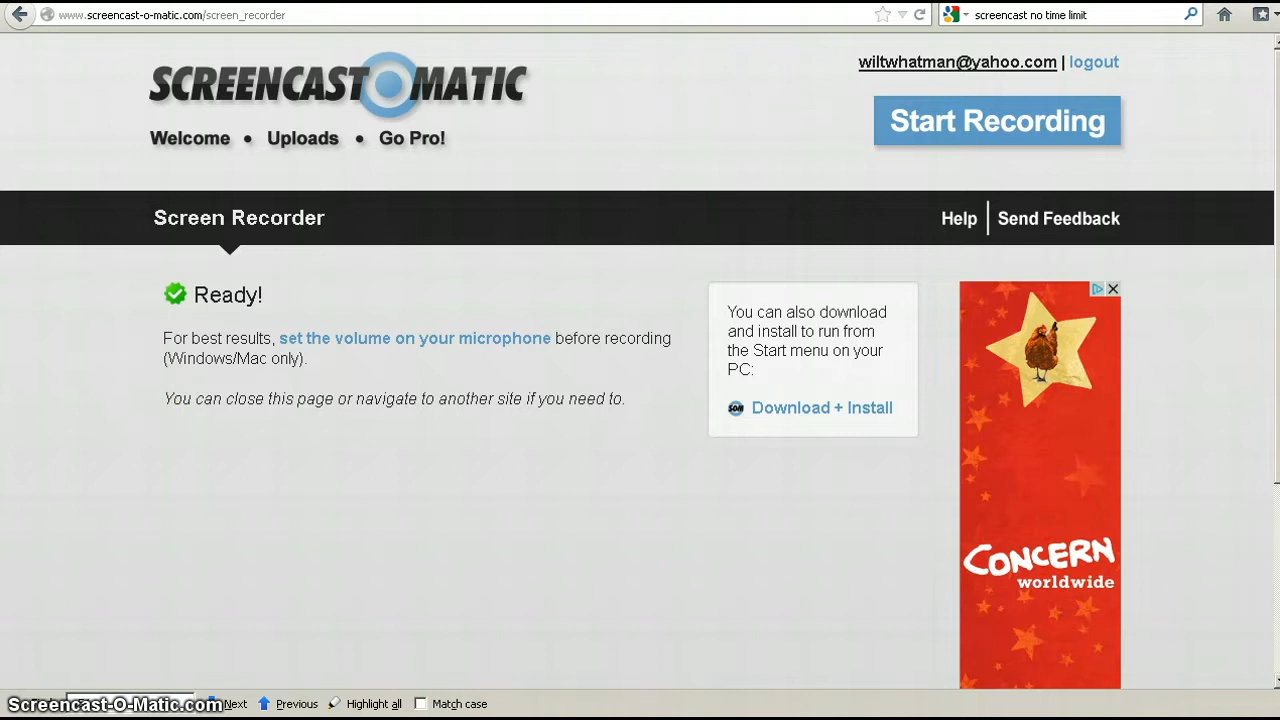 www.screencast-o-matic.com/screen_recorder
screencast no time limit
SCREENCAST O MATIC
wiltwhatman@yahoo.com | logout
Start Recording
Welcome • Uploads • Go Pro!
Screen Recorder
Help | Send Feedback
Ready!
For best results, set the volume on your microphone before recording
(Windows/Mac only).
You can close this page or navigate to another site if you need to.
You can also download
and install to run from
the Start menu on your
PC:
SOM Download + Install
CONCERN
worldwide
Screencast-O-Matic.com
Next Previous Highlight all Match case